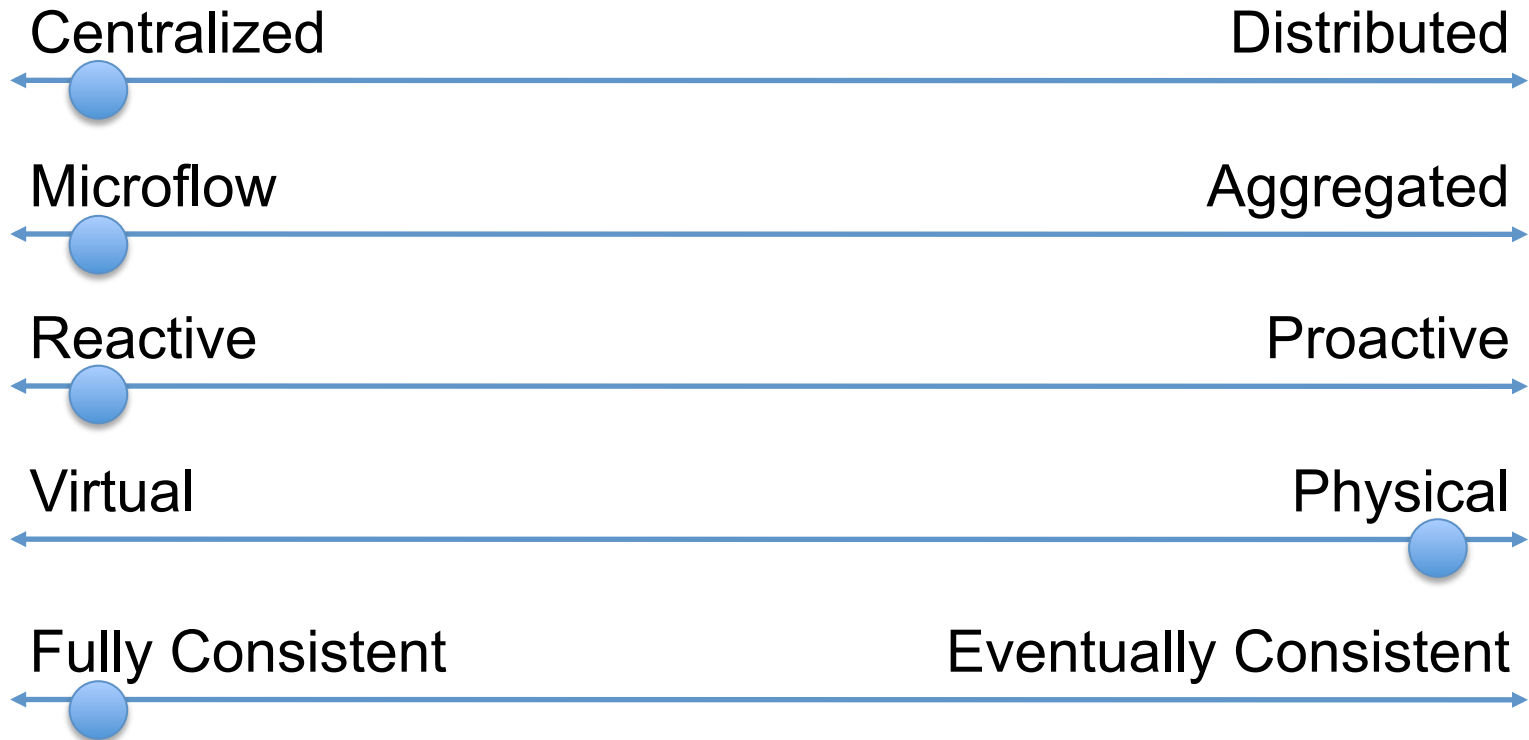 Centralized Distributed
Microflow Aggregated
Reactive Proactive
Virtual Physical
Fully Consistent Eventually Consistent